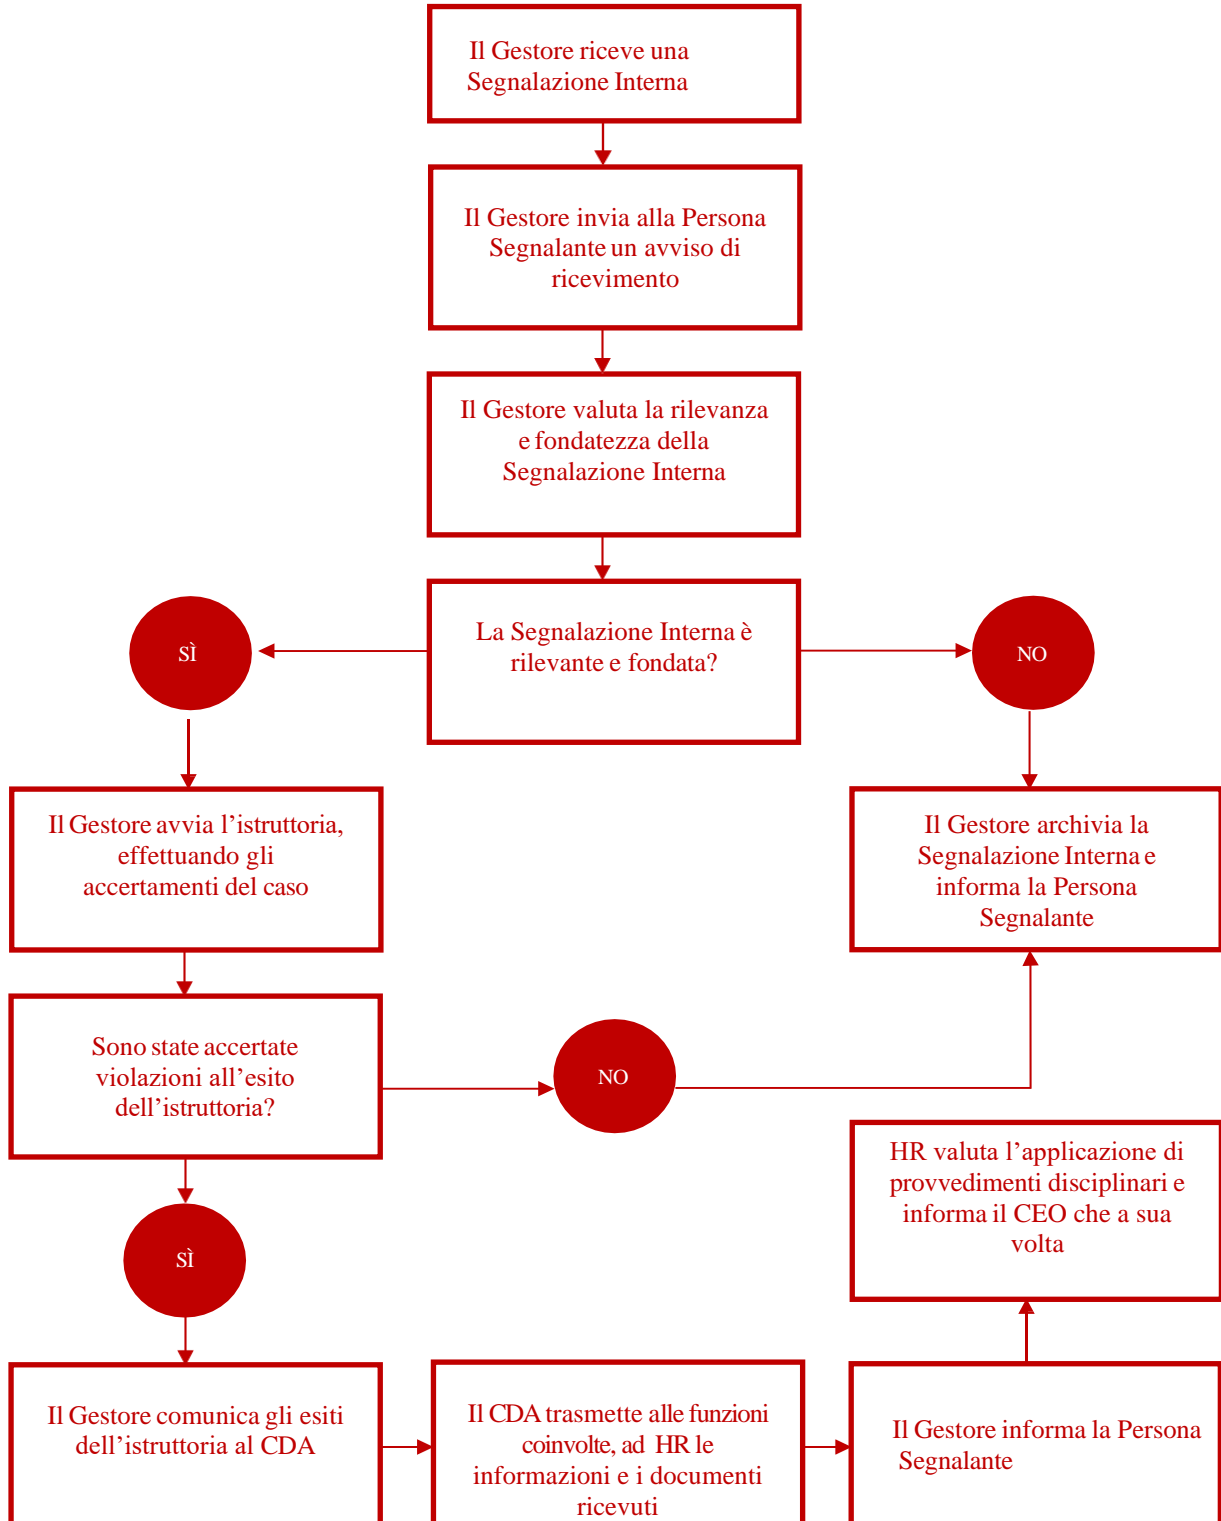 Il Gestore riceve una
Segnalazione Interna
Il Gestore invia alla Persona
Segnalante un avviso di
ricevimento
Il Gestore valuta la rilevanza
e fondatezza della
Segnalazione Interna
La Segnalazione Interna è
rilevante e fondata?
SÌ
NO
Il Gestore avvia l’istruttoria,
effettuando gli
accertamenti del caso
Il Gestore archivia la
Segnalazione Interna e
informa la Persona
Segnalante
Sono state accertate
violazioni all’esito
dell’istruttoria?
NO
HR valuta l’applicazione di
provvedimenti disciplinari e
informa il CEO che a sua
volta
SÌ
Il Gestore comunica gli esiti
dell’istruttoria al CDA
Il CDA trasmette alle funzioni
coinvolte, ad HR le
informazioni e i documenti
ricevuti
Il Gestore informa la Persona
Segnalante